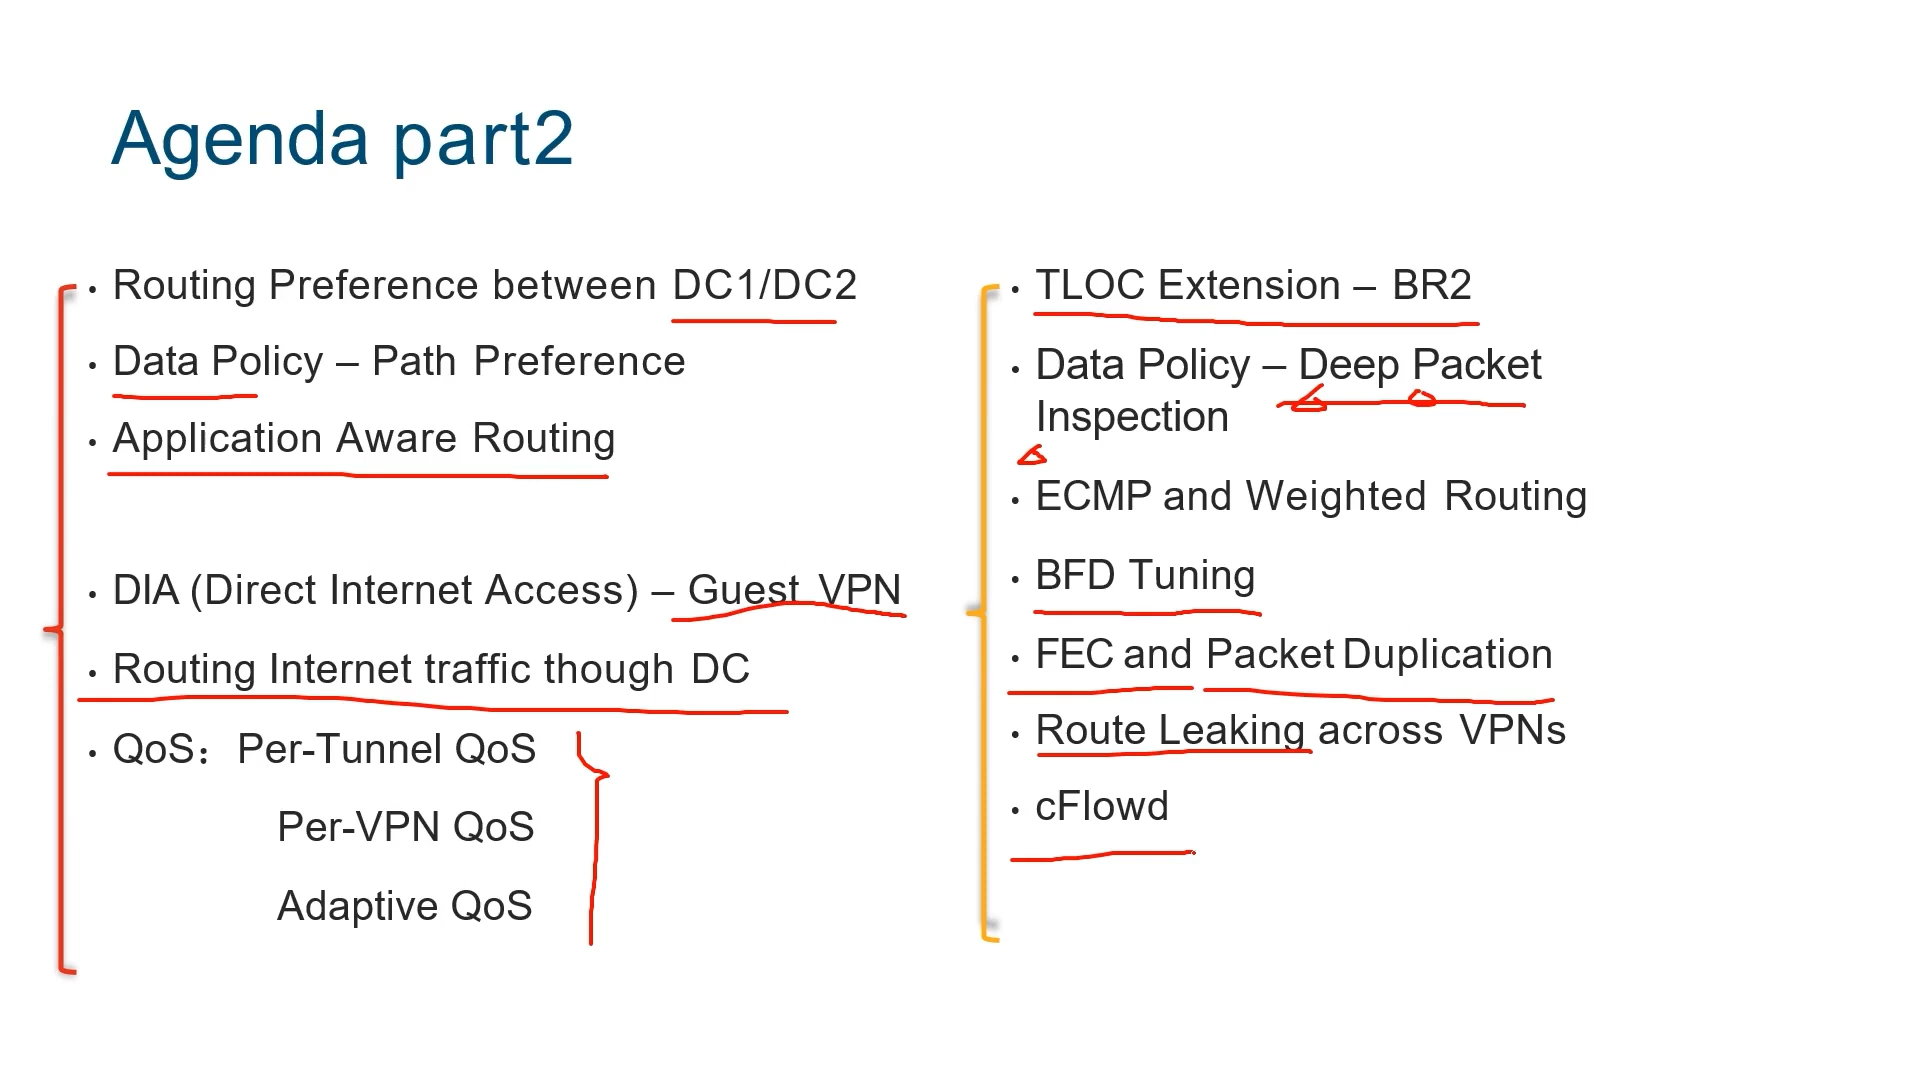 Agenda part2
• Routing Preference between DC1/DC2
• Data Policy – Path Preference
• Application Aware Routing
• DIA (Direct Internet Access) – Guest VPN
• Routing Internet traffic though DC
• QoS：Per-Tunnel QoS
Per-VPN QoS
Adaptive QoS
• TLOC Extension – BR2
• Data Policy – Deep Packet
Inspection
• ECMP and Weighted Routing
• BFD Tuning
• FEC and Packet Duplication
• Route Leaking across VPNs
• cFlowd